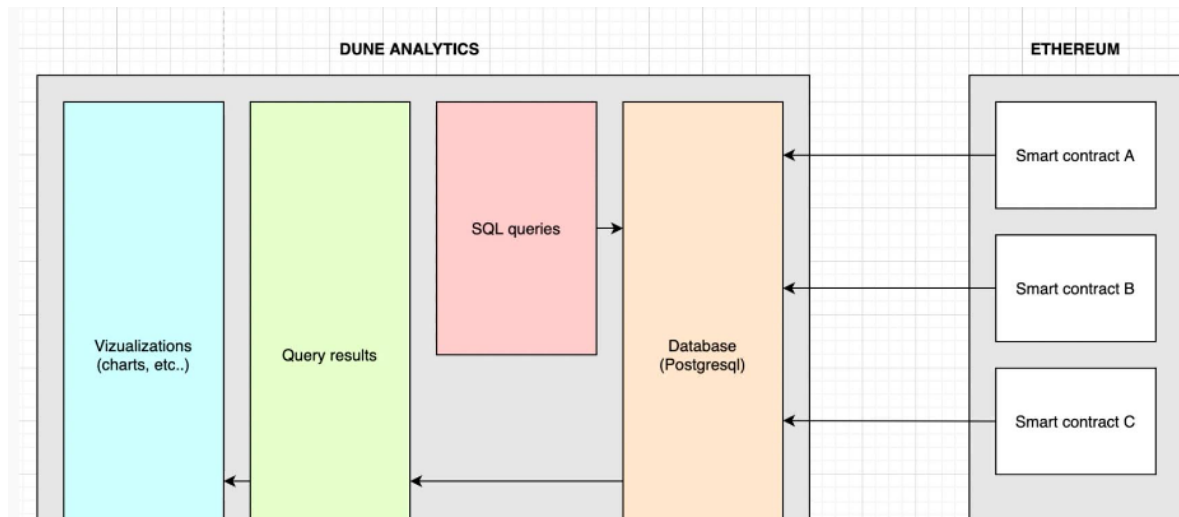 DUNE ANALYTICS
ETHEREUM
Smart contract A
SQL queries
Smart contract B
Vizualizations
(charts, etc..)
Query results
Database
(Postgresql)
Smart contract C